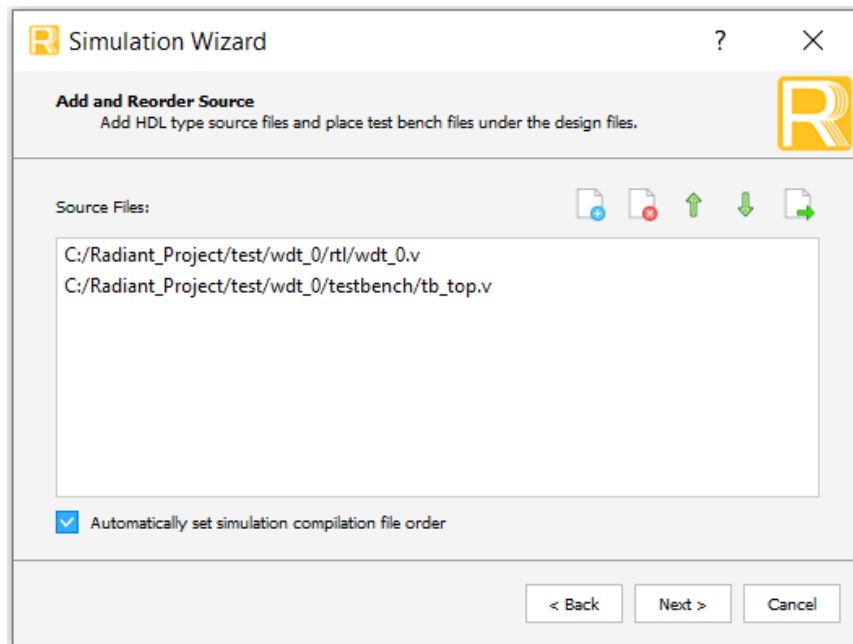 Simulation Wizard ?
Add and Reorder Source
Add HDL type source files and place test bench files under the design files.
Source Files:
C:/Radiant_Project/test/wdt_0/rtl/wdt_0.v
C:/Radiant_Project/test/wdt_0/testbench/tb_top.v
Automatically set simulation compilation file order
< Back Next > Cancel